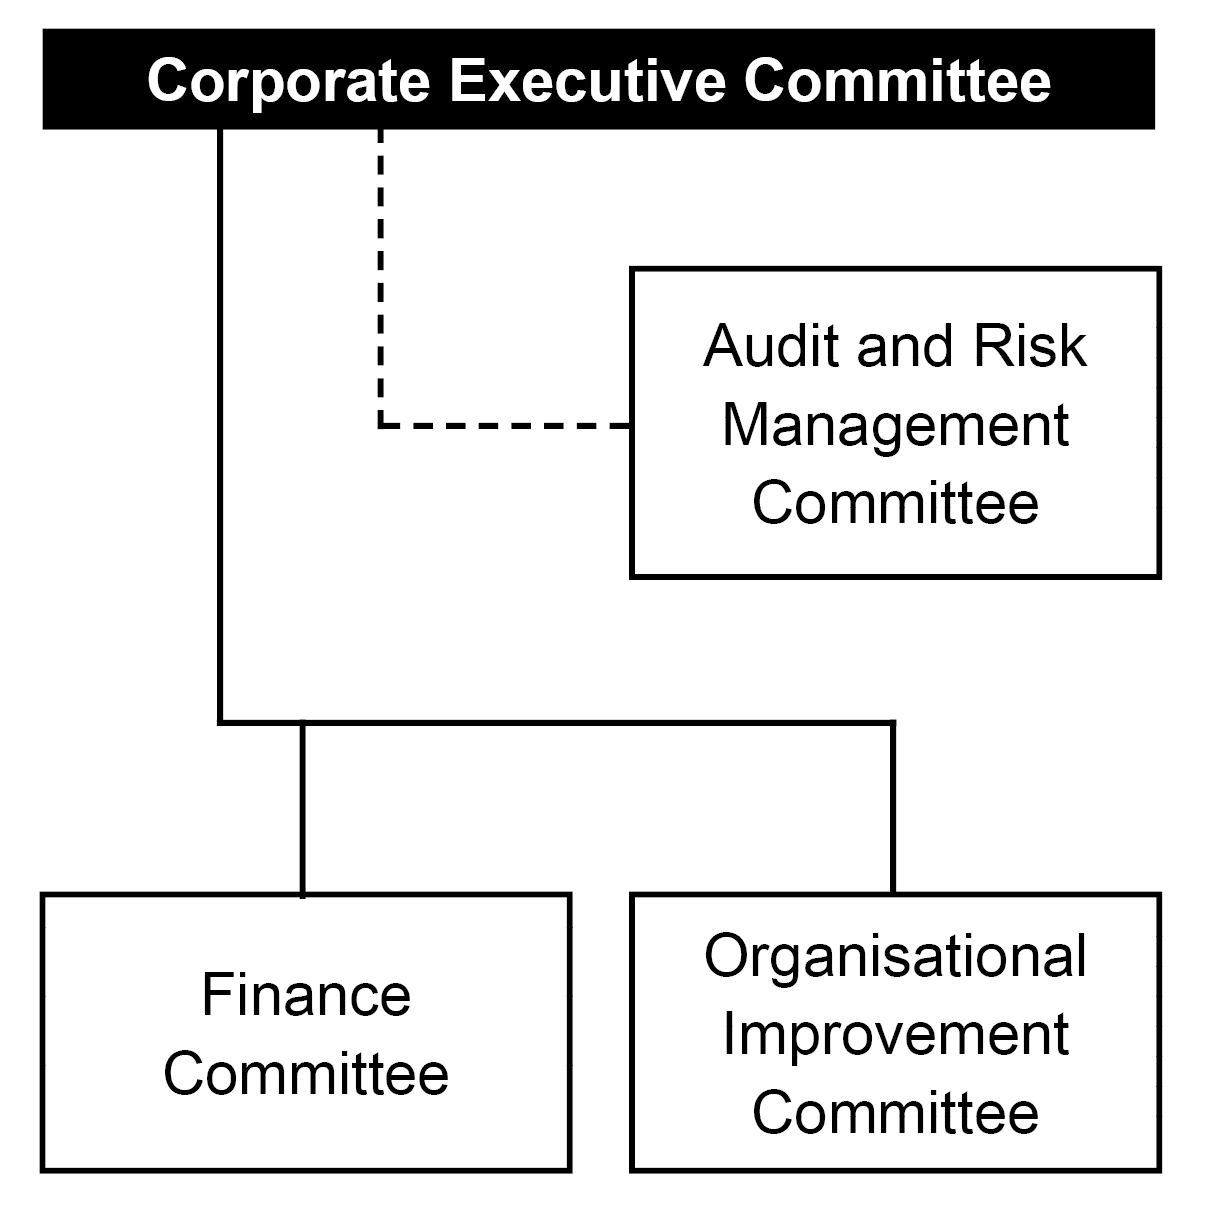 Corporate Executive Committee
Audit and Risk
Management
Committee
Finance
Committee
Organisational
Improvement
Committee